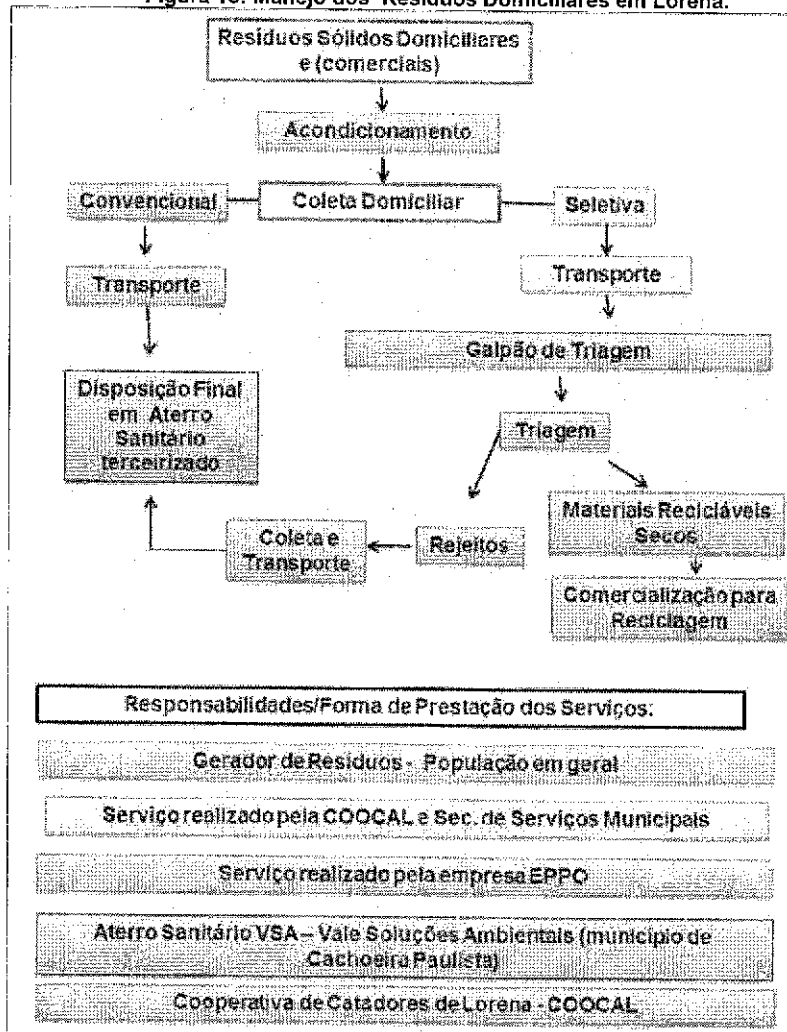 Figura 18. Manejo dos Resíduos Domiciliares em Lorena.
Resíduos Sólidos Domiciliares
e (comerciais)
Acondicionamento
Convencional
Coleta Domiciliar
Seletiva
Transporte
Transporte
Galpão de Triagem
Disposição Final
em Aterro
Sanitário
terceirizado
Triagem
Materiais Recicláveis
Secos
Coleta e
Transporte
Rejeitos
Comercialização para
Reciclagem
Responsabilidades/Forma de Prestação dos Serviços:
Gerador de Resíduos - População em geral
Serviço realizado pela COOCAL e Sec. de Serviços Municipais
Serviço realizado pela empresa EPPO
Aterro Sanitário VSA – Vale Soluções Ambientais (município de
Cachoeira Paulista)
Cooperativa de Catadores de Lorena - COOCAL